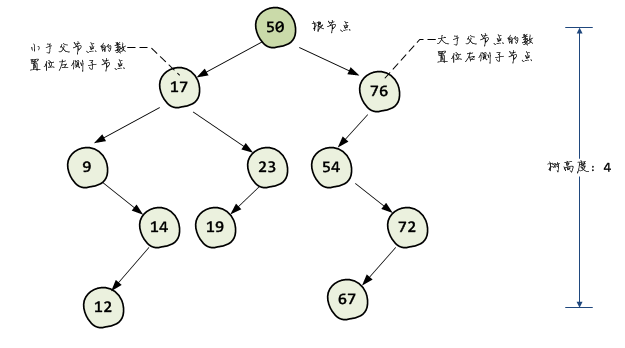 50
根节点
小于父节点的数
置位左侧子节点
大于父节点的数
置位右侧子节点
17
76
9
23
54
树高度：4
14
19
72
12
67